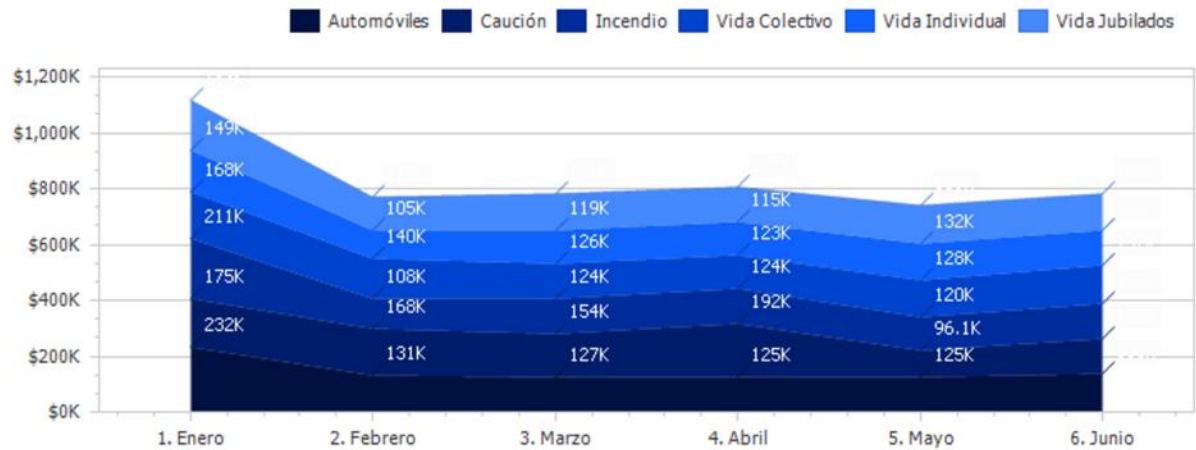 Automóviles Caución Incendio Vida Colectivo Vida Individual Vida Jubilados
$1,200K
$1,000K
149K
$800K
168K
105K 119K 115K 132K
211K
$600K
140K 126K 123K 128K
175K
108K 124K 124K 120K
$400K
232K
168K 154K 192K 96.1K
$200K
131K 127K 125K 125K
$0K
1. Enero 2. Febrero 3. Marzo 4. Abril 5. Mayo 6. Junio